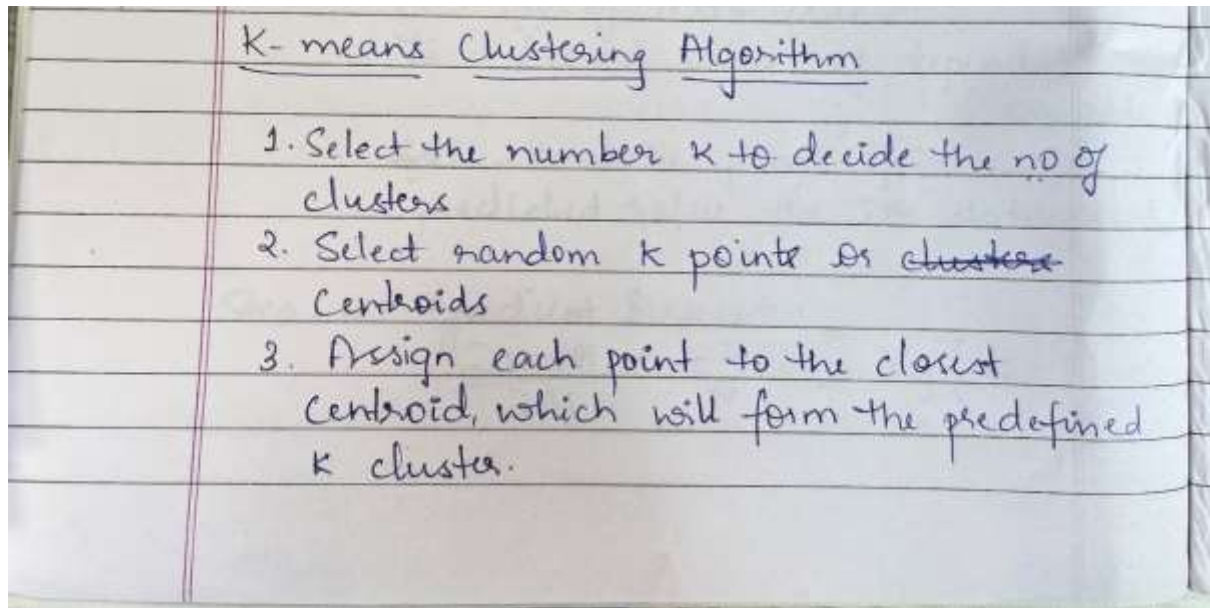 K- means Clustering Algorithm
1. Select the number K to decide the no of
clusters
2. Select random K points or clusters
Centroids
3. Assign each point to the closest
Centroid, which will form the predefined
K cluster.